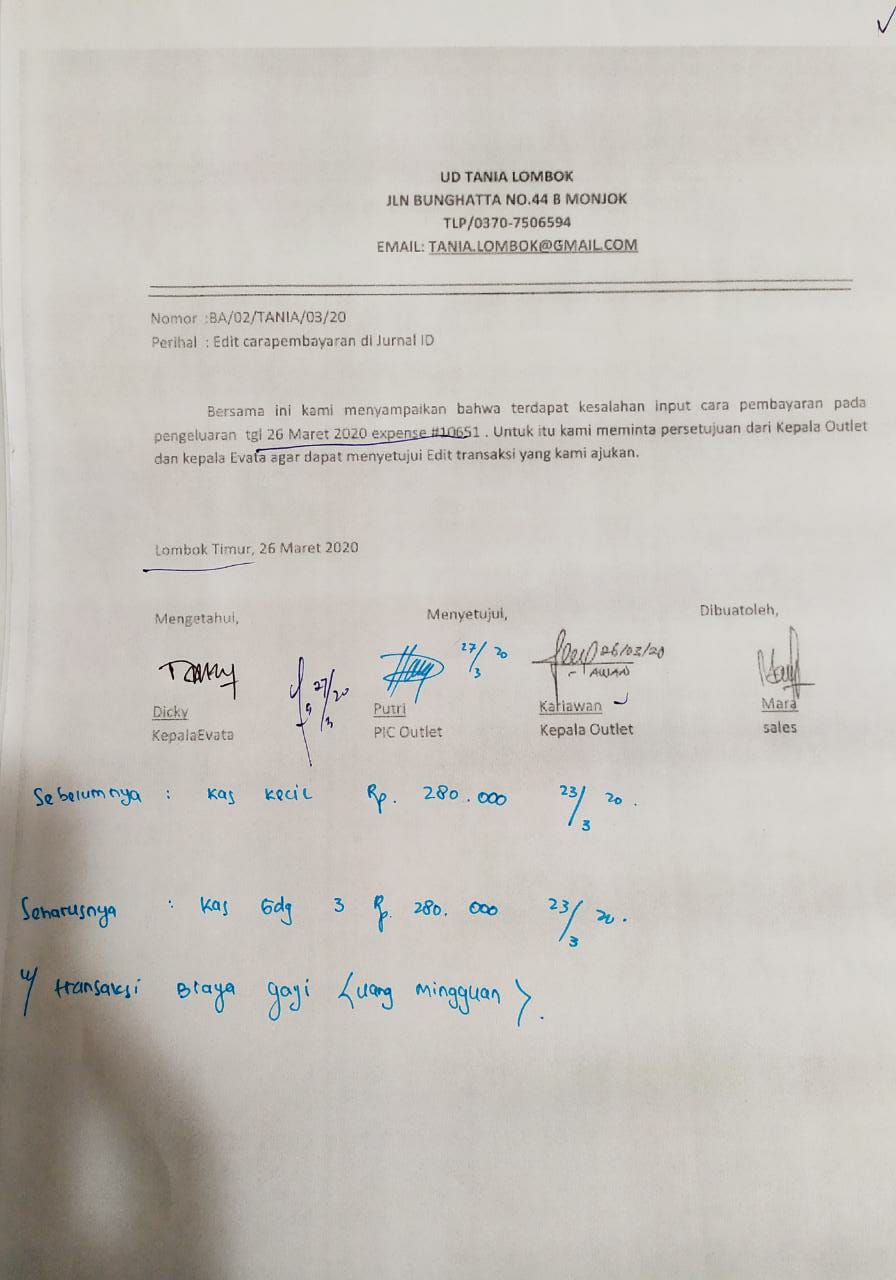 UD TANIA LOMBOK
JLN BUNGHATTA NO.44 B MONJOK
TLP/0370-7506594
EMAIL: TANIA.LOMBOK@GMAIL.COM
Nomor :BA/02/TANIA/03/20
Perihal : Edit carapembayaran di Jurnal ID
Bersama ini kami menyampaikan bahwa terdapat kesalahan input cara pembayaran pada
pengeluaran tgl 26 Maret 2020 expense #10651 . Untuk itu kami meminta persetujuan dari Kepala Outlet
dan kepala Evata agar dapat menyetujui Edit transaksi yang kami ajukan.
Lombok Timur, 26 Maret 2020
Mengetahui, Menyetujui, Dibuatoleh,
27/3 20 27/3 20 26/03/20
TAWAN
Dicky Putri Kariawan Mara
KepalaEvata PIC Outlet Kepala Outlet sales
Sebelumnya : Kas Kecil Rp. 280.000 23/3 20.
Seharusnya : Kas Gdg 3 Rp. 280.000 23/3 20.
u/ transaksi Biaya gaji (uang mingguan).